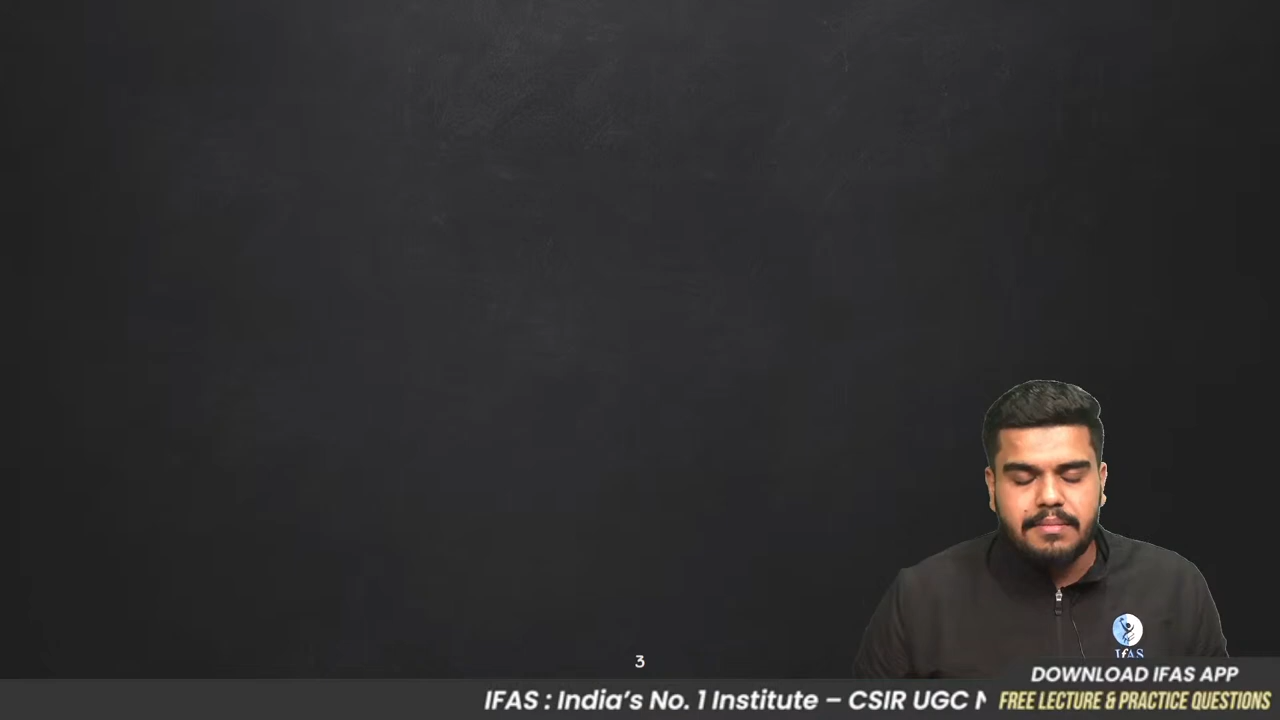 IFAS
3
DOWNLOAD IFAS APP
IFAS : India's No. 1 Institute – CSIR UGC
FREE LECTURE & PRACTICE QUESTIONS